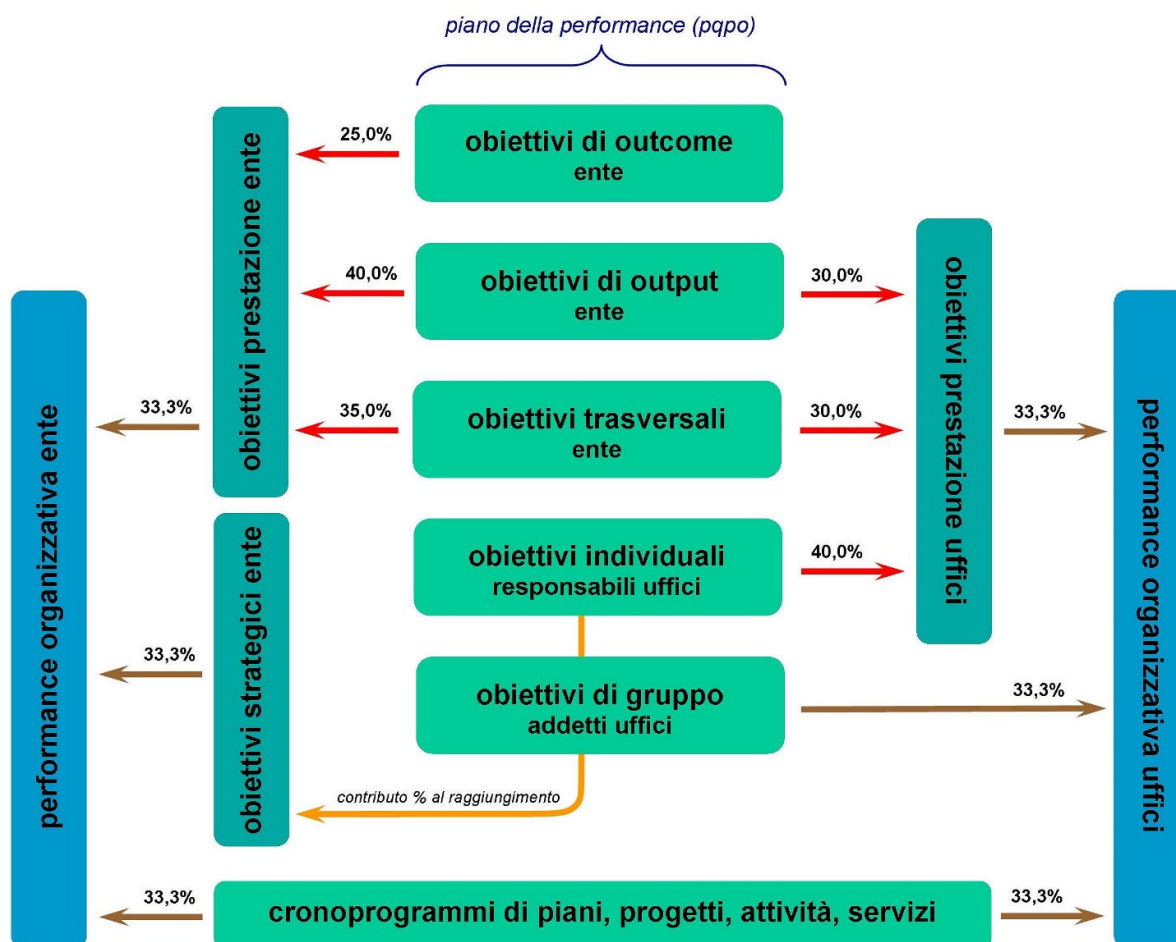 piano della performance (pqpo)
obiettivi di outcome
ente
25,0%
obiettivi prestazione ente
obiettivi di output
ente
40,0%
30,0%
obiettivi prestazione uffici
performance organizzativa ente
33,3%
35,0%
obiettivi trasversali
ente
30,0%
33,3%
performance organizzativa uffici
obiettivi individuali
responsabili uffici
40,0%
33,3%
obiettivi strategici ente
obiettivi di gruppo
addetti uffici
33,3%
contributo % al raggiungimento
33,3%
cronoprogrammi di piani, progetti, attività, servizi
33,3%